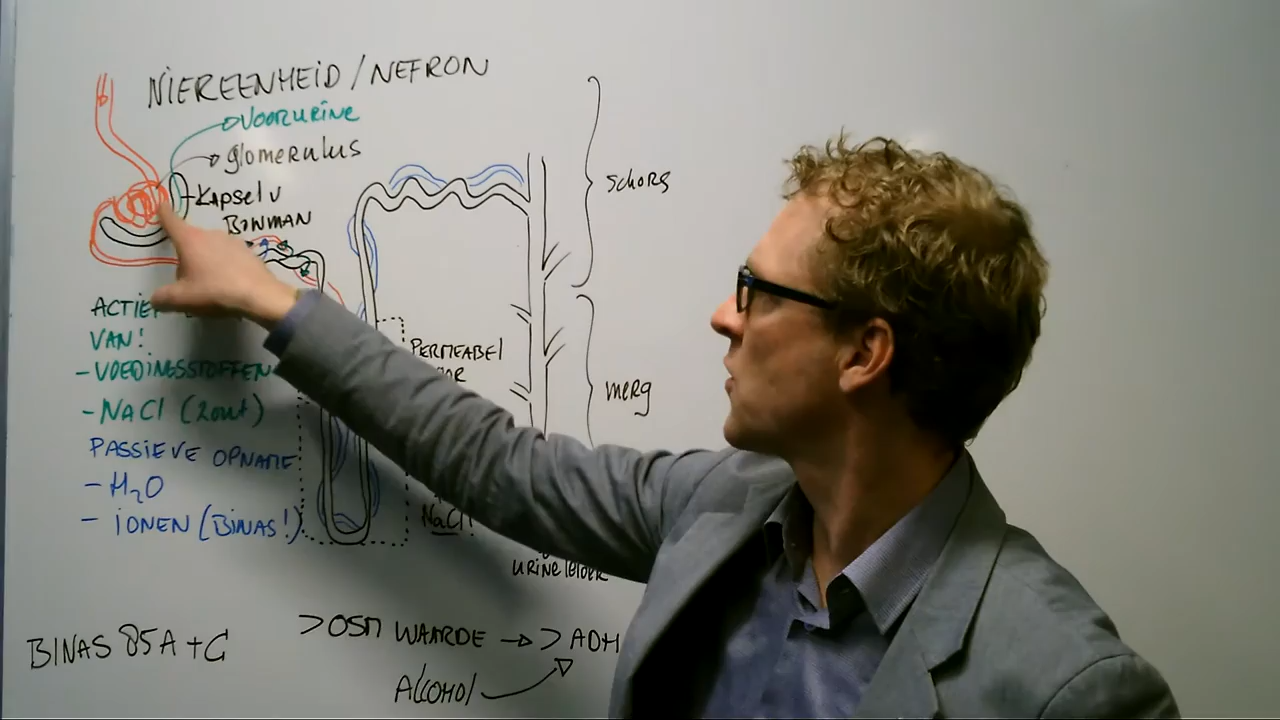 NIEREENHEID / NEFRON
VOORURINE
glomerulus
Kapsel v
BOWMAN
schors
ACTIEF
VAN!
- VOEDINGSSTOFFEN
- NaCl (zout)
PASSIEVE OPNAME
- H2O
- IONEN (BINAS!)
PERMEABEL
merg
NaCl!
urineleider
BINAS 85A + C
> OSM WAARDE → > ADH
Alcohol